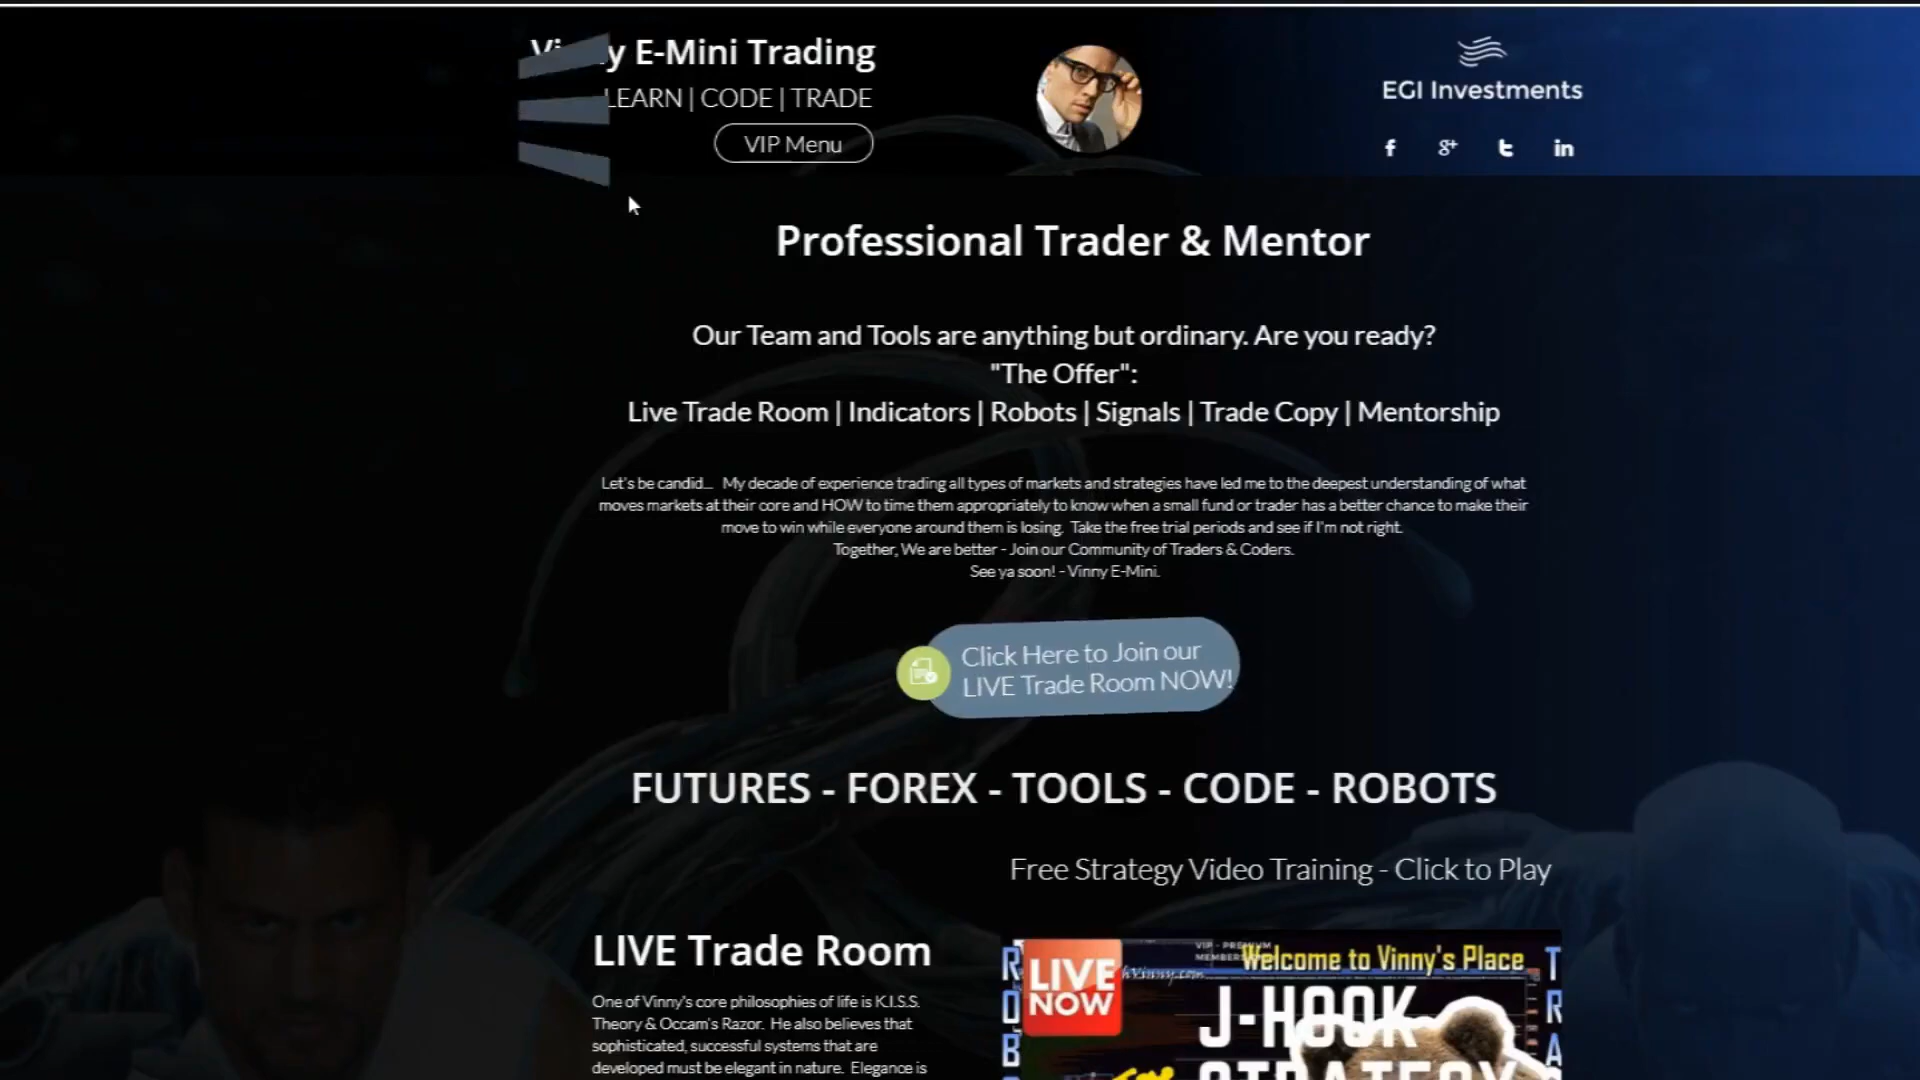 y E-Mini Trading
LEARN | CODE | TRADE
VIP Menu
EGI Investments
f g+ t in
Professional Trader & Mentor
Our Team and Tools are anything but ordinary. Are you ready?
"The Offer":
Live Trade Room | Indicators | Robots | Signals | Trade Copy | Mentorship
Let's be candid... My decade of experience trading all types of markets and strategies have led me to the deepest understanding of what
moves markets at their core and HOW to time them appropriately to know when a small fund or trader has a better chance to make their
move to win while everyone around them is losing. Take the free trial periods and see if I'm not right.
Together, We are better - Join our Community of Traders & Coders.
See ya soon! - Vinny E-Mini.
Click Here to Join our
LIVE Trade Room NOW!
FUTURES - FOREX - TOOLS - CODE - ROBOTS
Free Strategy Video Training - Click to Play
LIVE Trade Room
One of Vinny's core philosophies of life is K.I.S.S.
Theory & Occam's Razor. He also believes that
sophisticated, successful systems that are
developed must be elegant in nature. Elegance is
LIVE
NOW
VIP - PREMIUM
Welcome to Vinny's Place
J-HOOK
STRATEGY